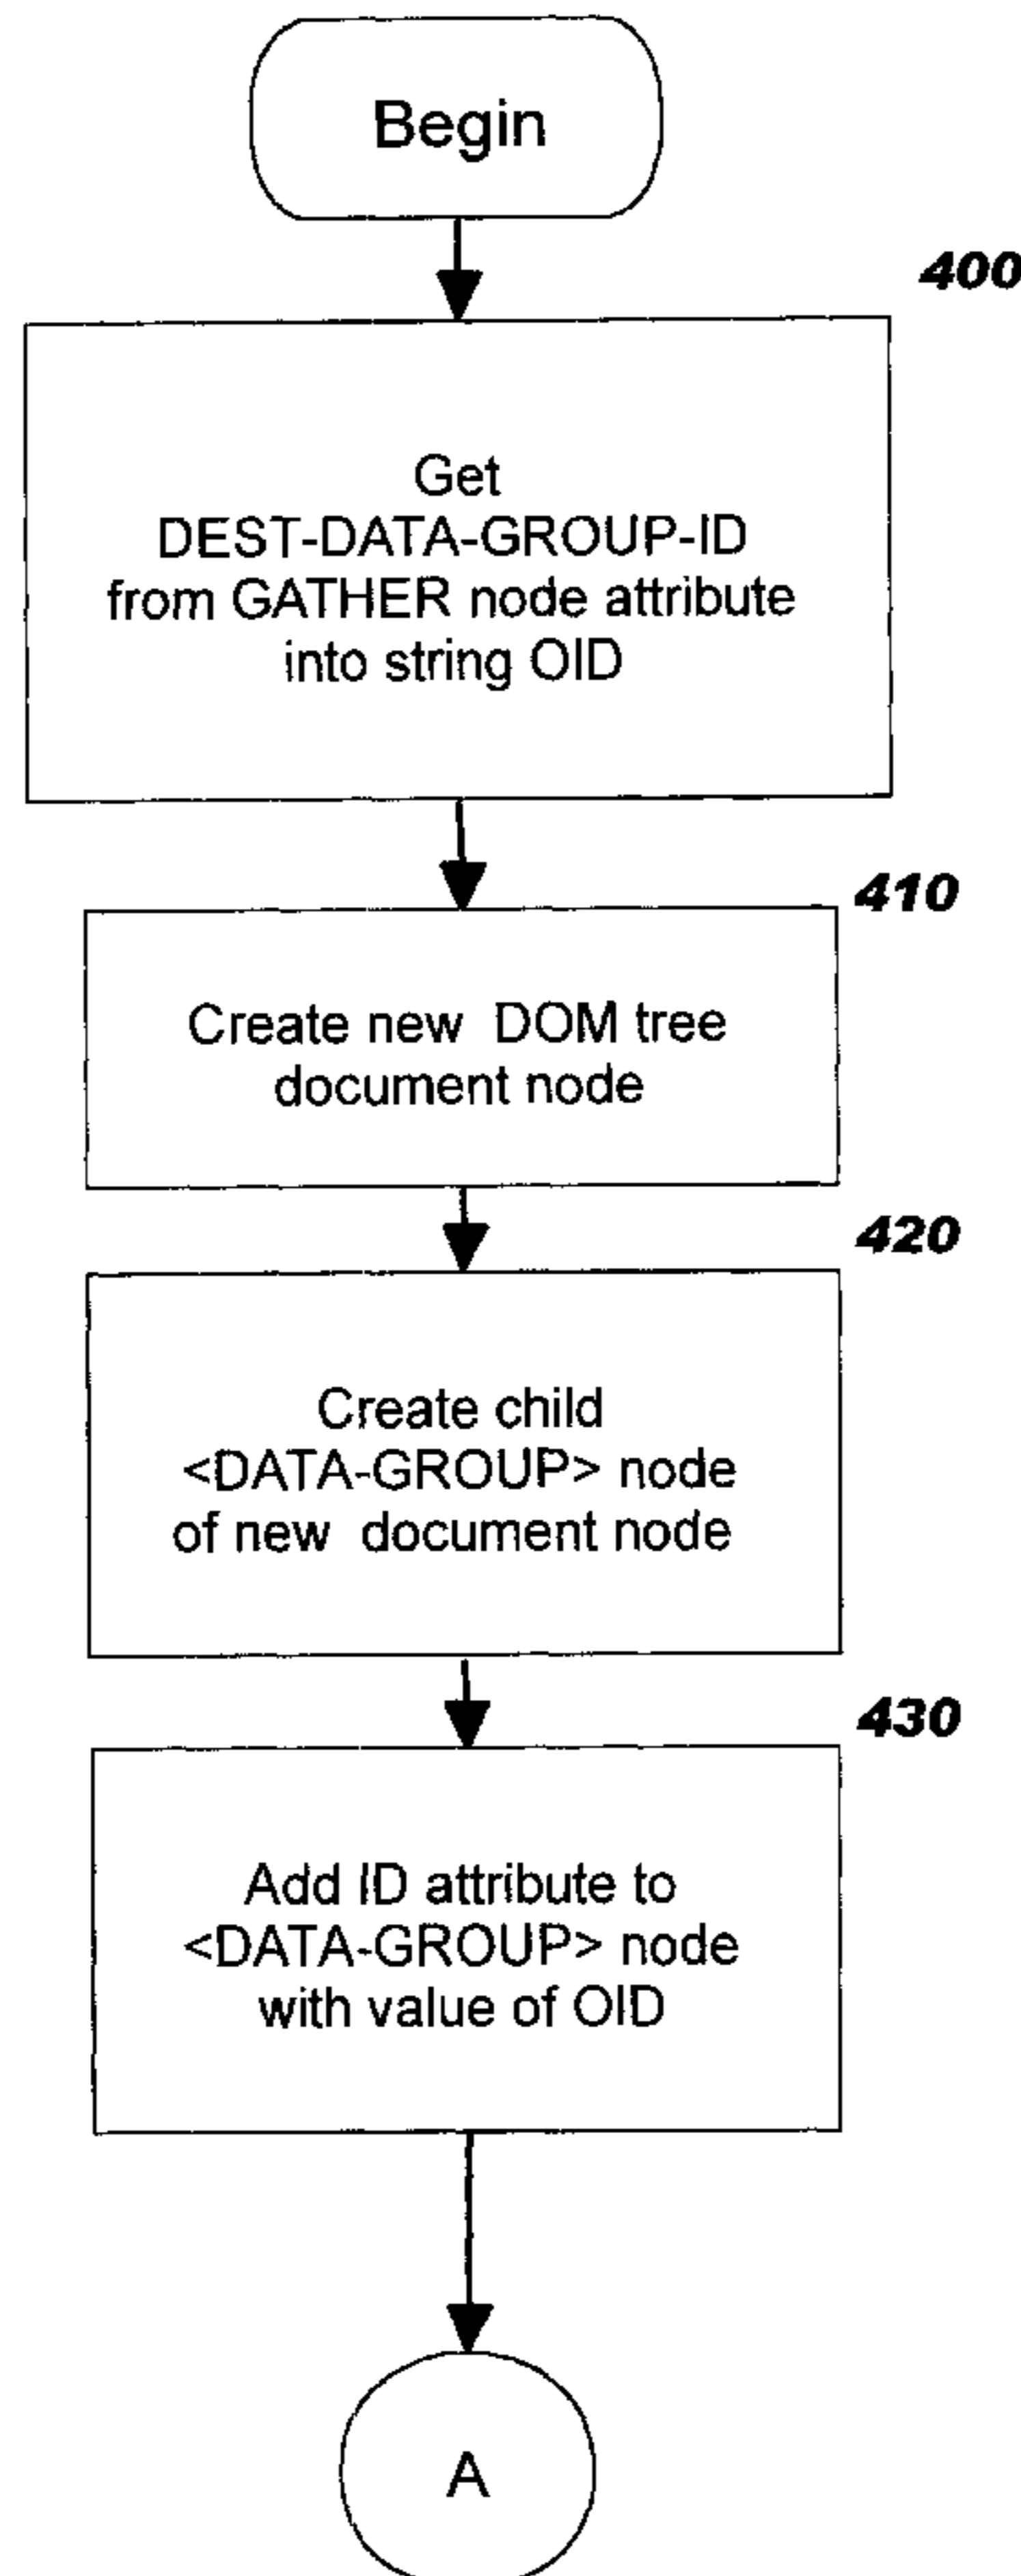 Begin
400
Get
DEST-DATA-GROUP-ID
from GATHER node attribute
into string OID
410
Create new DOM tree
document node
420
Create child
<DATA-GROUP> node
of new document node
430
Add ID attribute to
<DATA-GROUP> node
with value of OID
A